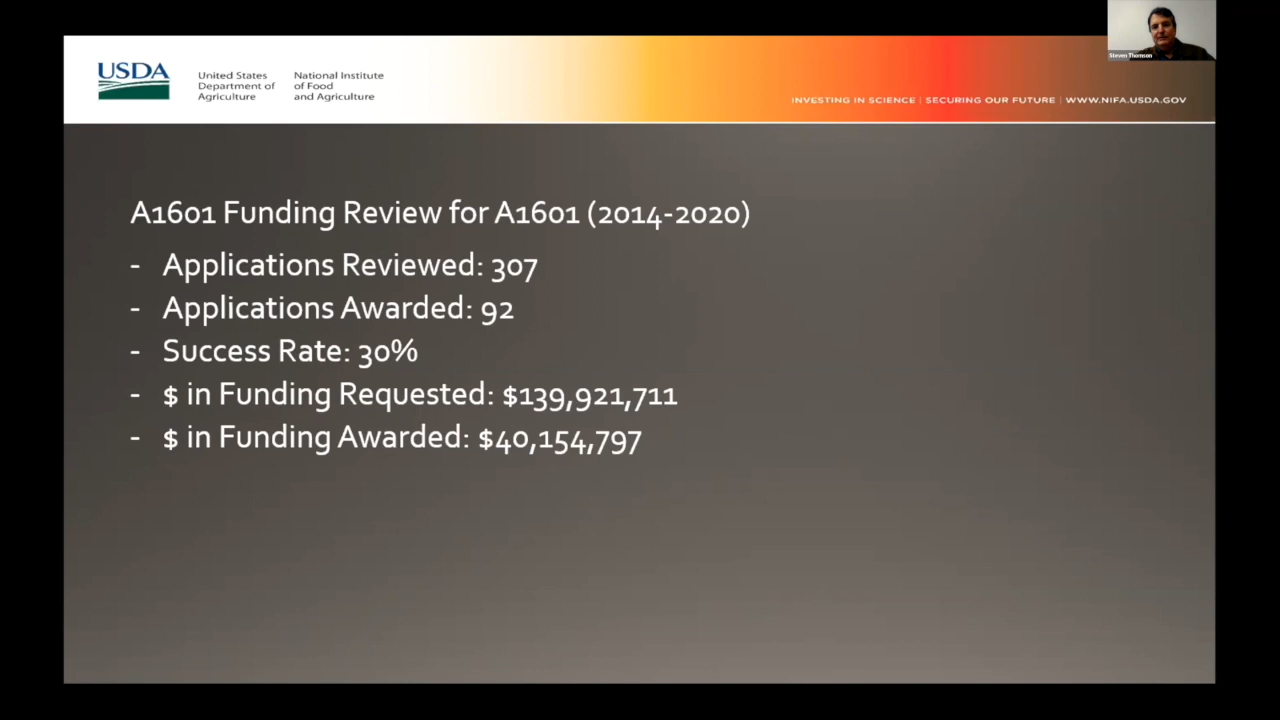 Steven Thomson
USDA
United States
Department of
Agriculture
National Institute
of Food
and Agriculture
INVESTING IN SCIENCE | SECURING OUR FUTURE | WWW.NIFA.USDA.GOV
A1601 Funding Review for A1601 (2014-2020)
- Applications Reviewed: 307
- Applications Awarded: 92
- Success Rate: 30%
- $ in Funding Requested: $139,921,711
- $ in Funding Awarded: $40,154,797